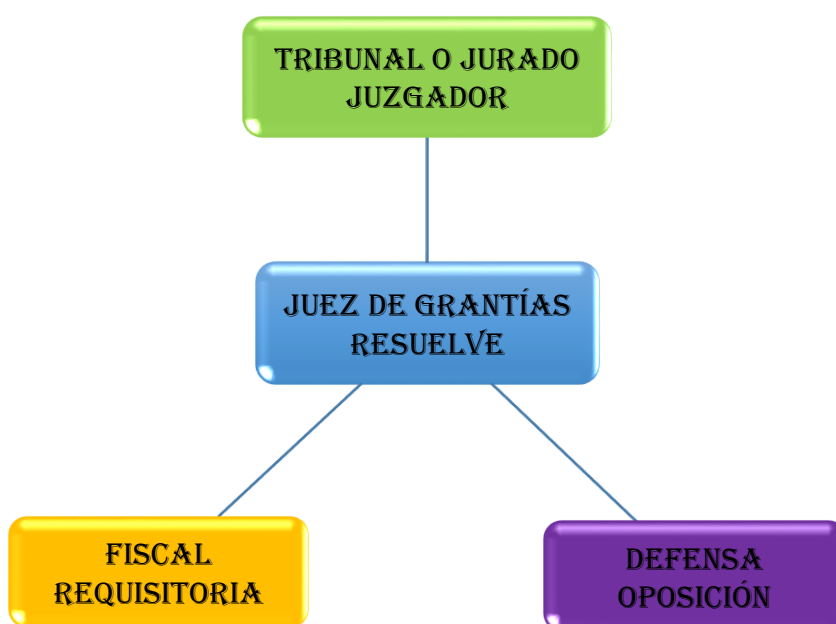 TRIBUNAL O JURADO
JUZGADOR
JUEZ DE GRANTÍAS
RESUELVE
FISCAL
REQUISITORIA
DEFENSA
OPOSICIÓN